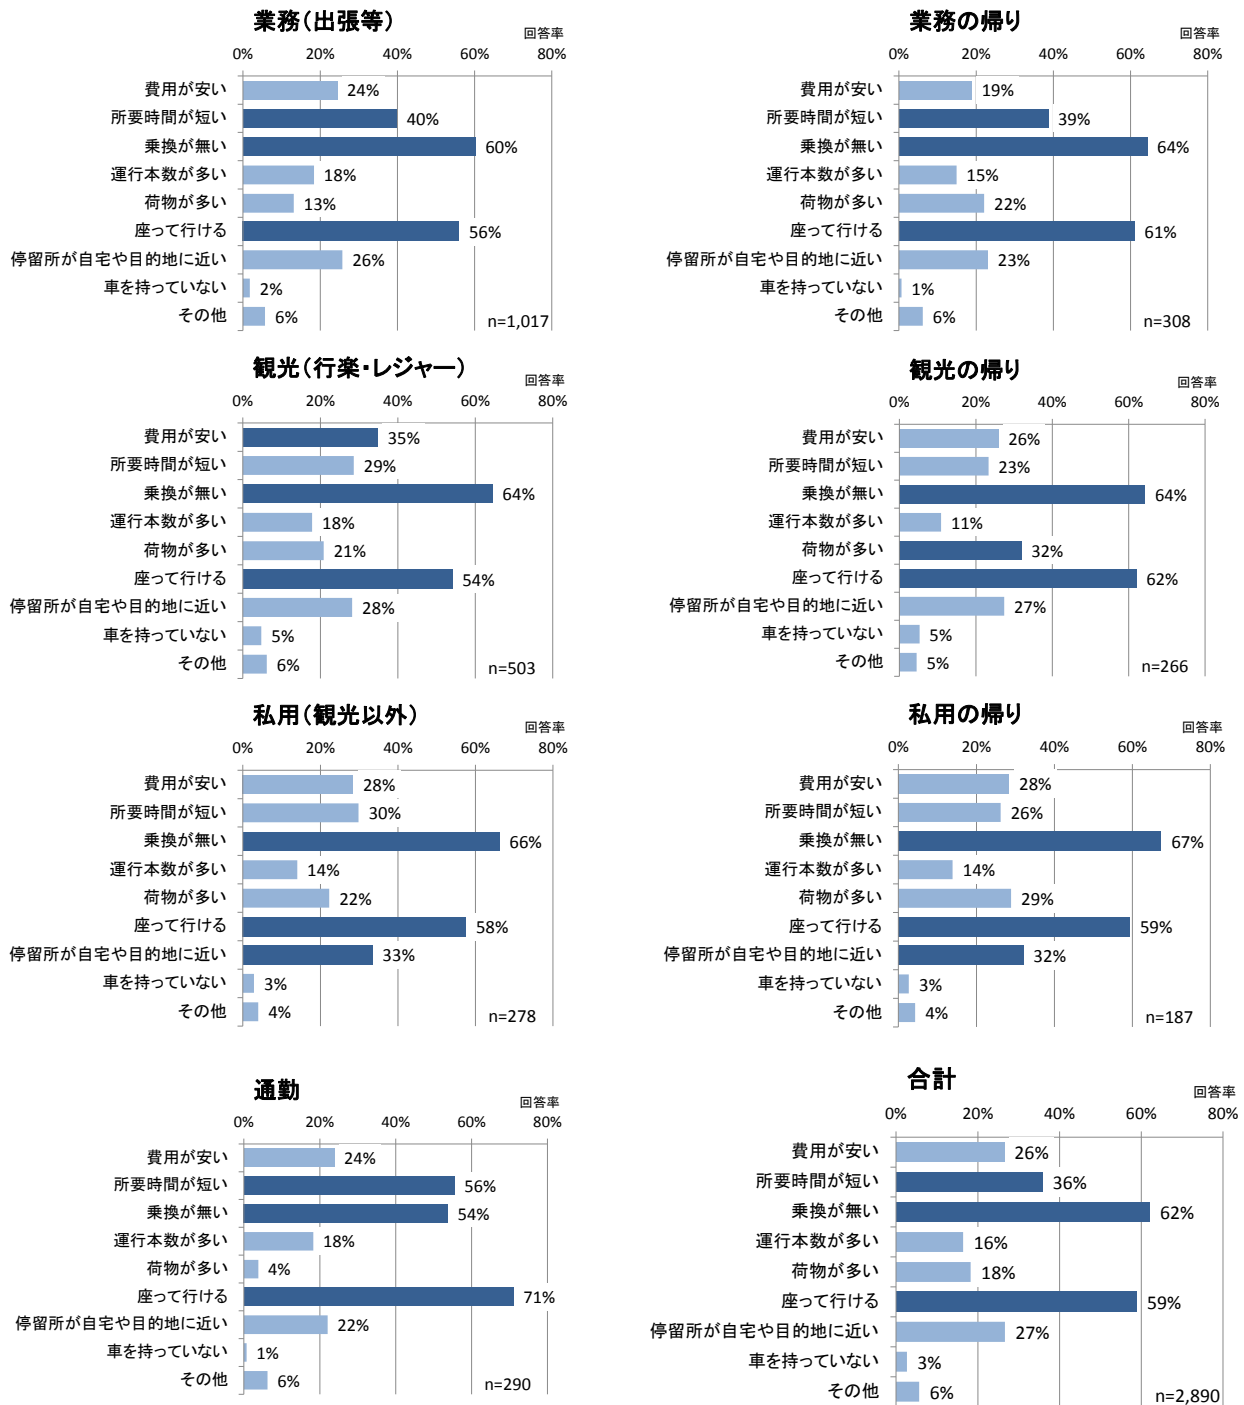 業務(出張等)
回答率
0% 20% 40% 60% 80%
費用が安い 24%
所要時間が短い 40%
乗換が無い 60%
運行本数が多い 18%
荷物が多い 13%
座って行ける 56%
停留所が自宅や目的地に近い 26%
車を持っていない 2%
その他 6%
n=1,017
業務の帰り
回答率
0% 20% 40% 60% 80%
費用が安い 19%
所要時間が短い 39%
乗換が無い 64%
運行本数が多い 15%
荷物が多い 22%
座って行ける 61%
停留所が自宅や目的地に近い 23%
車を持っていない 1%
その他 6%
n=308
観光(行楽・レジャー)
回答率
0% 20% 40% 60% 80%
費用が安い 35%
所要時間が短い 29%
乗換が無い 64%
運行本数が多い 18%
荷物が多い 21%
座って行ける 54%
停留所が自宅や目的地に近い 28%
車を持っていない 5%
その他 6%
n=503
観光の帰り
回答率
0% 20% 40% 60% 80%
費用が安い 26%
所要時間が短い 23%
乗換が無い 64%
運行本数が多い 11%
荷物が多い 32%
座って行ける 62%
停留所が自宅や目的地に近い 27%
車を持っていない 5%
その他 5%
n=266
私用(観光以外)
回答率
0% 20% 40% 60% 80%
費用が安い 28%
所要時間が短い 30%
乗換が無い 66%
運行本数が多い 14%
荷物が多い 22%
座って行ける 58%
停留所が自宅や目的地に近い 33%
車を持っていない 3%
その他 4%
n=278
私用の帰り
回答率
0% 20% 40% 60% 80%
費用が安い 28%
所要時間が短い 26%
乗換が無い 67%
運行本数が多い 14%
荷物が多い 29%
座って行ける 59%
停留所が自宅や目的地に近い 32%
車を持っていない 3%
その他 4%
n=187
通勤
回答率
0% 20% 40% 60% 80%
費用が安い 24%
所要時間が短い 56%
乗換が無い 54%
運行本数が多い 18%
荷物が多い 4%
座って行ける 71%
停留所が自宅や目的地に近い 22%
車を持っていない 1%
その他 6%
n=290
合計
回答率
0% 20% 40% 60% 80%
費用が安い 26%
所要時間が短い 36%
乗換が無い 62%
運行本数が多い 16%
荷物が多い 18%
座って行ける 59%
停留所が自宅や目的地に近い 27%
車を持っていない 3%
その他 6%
n=2,890